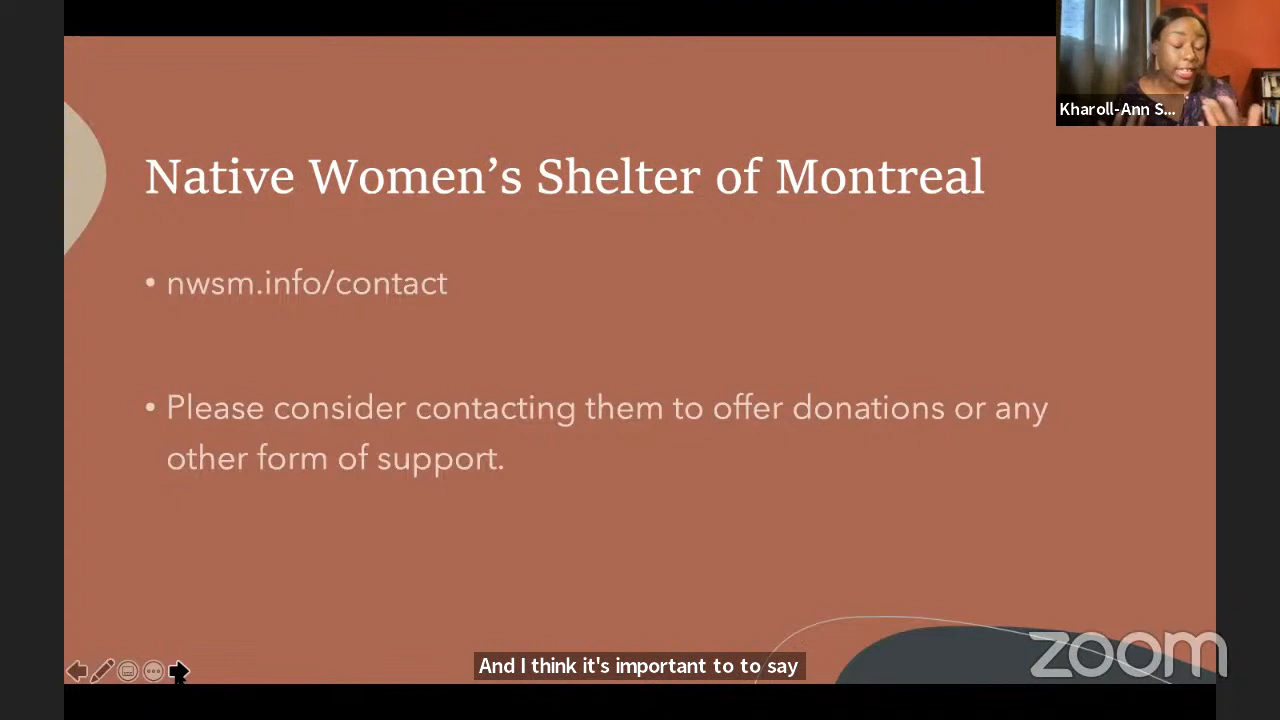 Kharoll-Ann S...
Native Women’s Shelter of Montreal
• nwsm.info/contact
• Please consider contacting them to offer donations or any
other form of support.
And I think it's important to to say
zoom